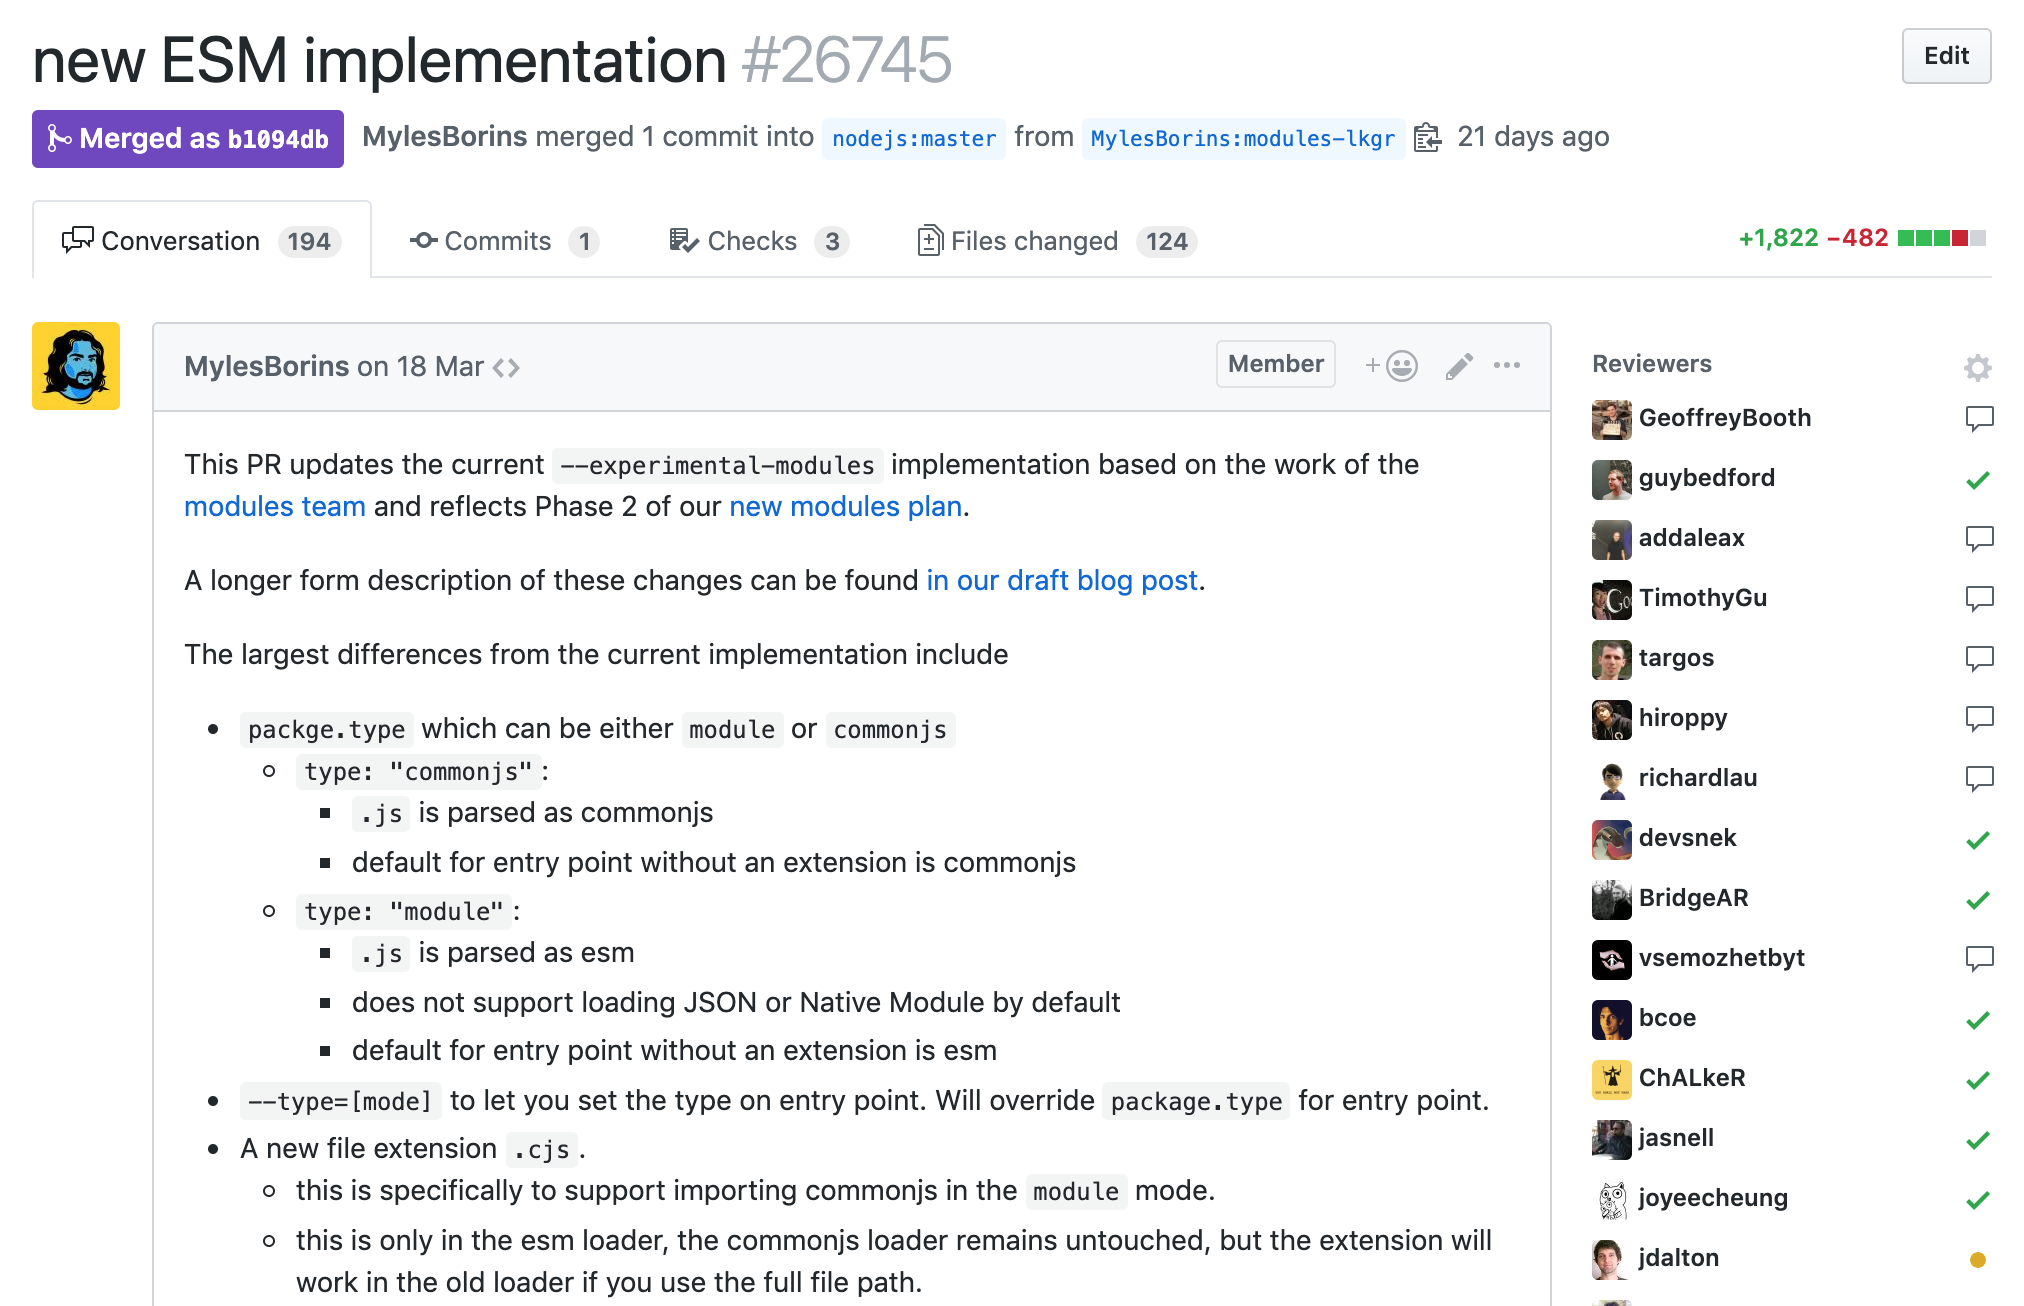 new ESM implementation #26745
Edit
Merged as b1094db MylesBorins merged 1 commit into nodejs:master from MylesBorins:modules-lkgr 21 days ago
Conversation 194 Commits 1 Checks 3 Files changed 124 +1,822 −482
MylesBorins on 18 Mar <> Member + ...
This PR updates the current --experimental-modules implementation based on the work of the
modules team and reflects Phase 2 of our new modules plan.
A longer form description of these changes can be found in our draft blog post.
The largest differences from the current implementation include
• packge.type which can be either module or commonjs
○ type: "commonjs":
▪ .js is parsed as commonjs
▪ default for entry point without an extension is commonjs
○ type: "module":
▪ .js is parsed as esm
▪ does not support loading JSON or Native Module by default
▪ default for entry point without an extension is esm
• --type=[mode] to let you set the type on entry point. Will override package.type for entry point.
• A new file extension .cjs.
○ this is specifically to support importing commonjs in the module mode.
○ this is only in the esm loader, the commonjs loader remains untouched, but the extension will
work in the old loader if you use the full file path.
Reviewers
GeoffreyBooth
guybedford
addaleax
TimothyGu
targos
hiroppy
richardlau
devsnek
BridgeAR
vsemozhetbyt
bcoe
ChALkeR
jasnell
joyeecheung
jdalton